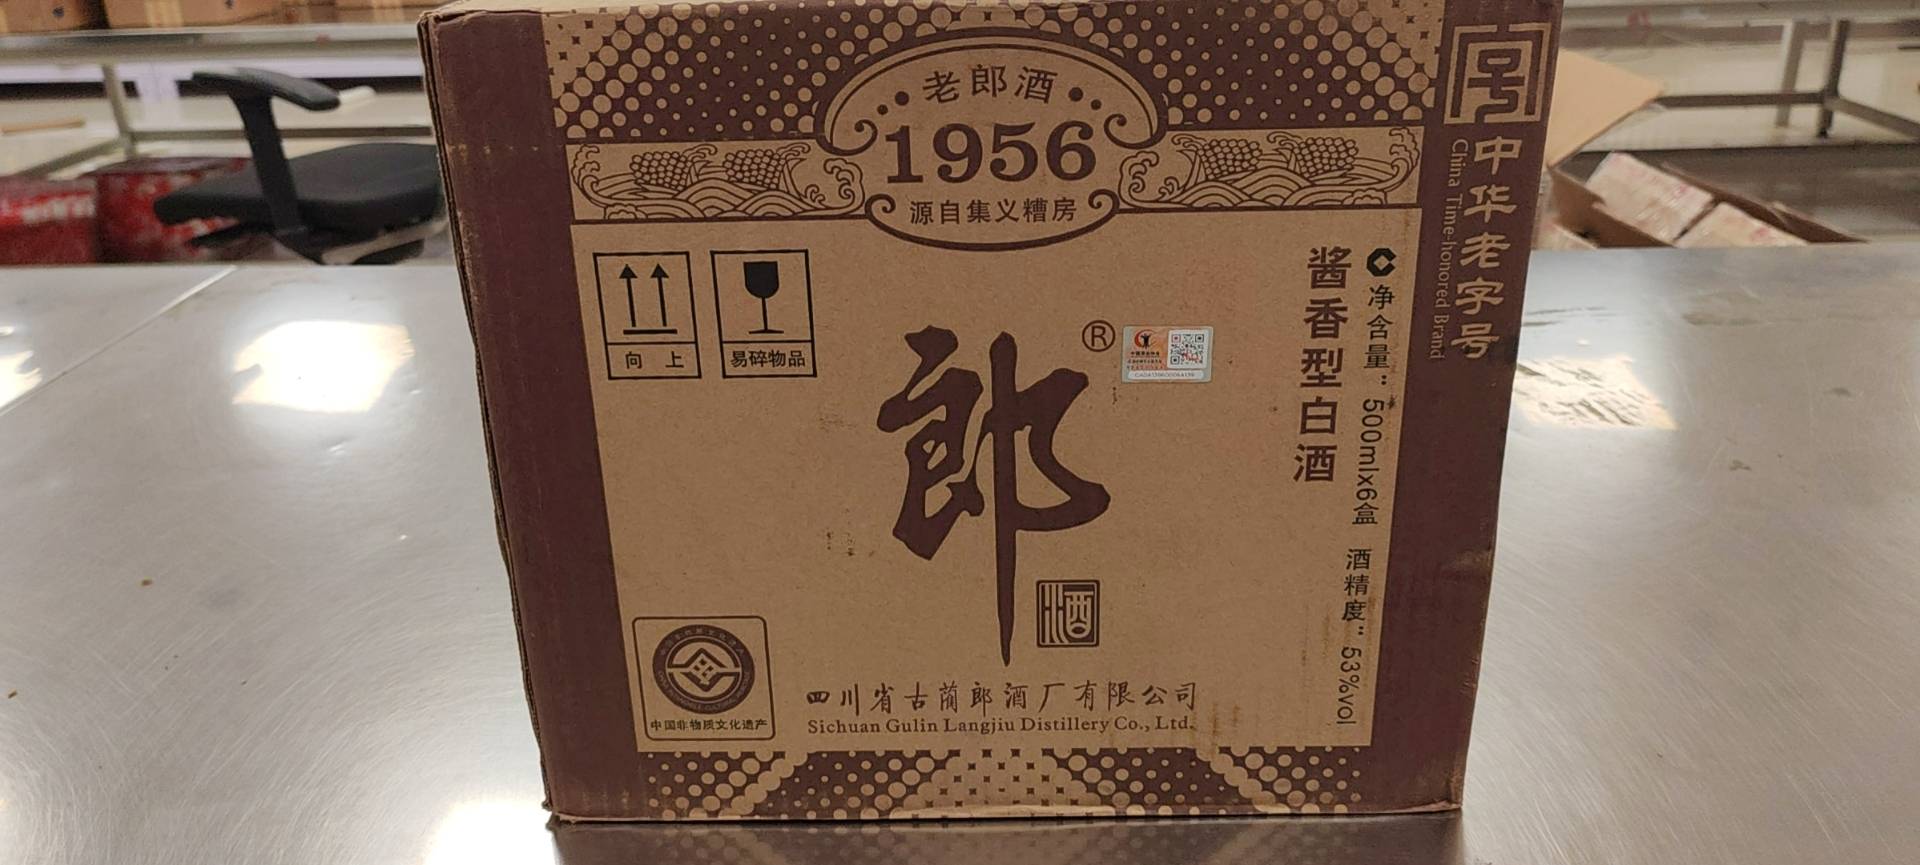 老郎酒
1956
源自集义糟房
向上
易碎物品
郎
®
酒
酱香型白酒
净含量：500mlx6盒 酒精度：53%vol
号
中华老字号
China Time-honored Brand
中国非物质文化遗产
四川省古蔺郎酒厂有限公司
Sichuan Gulin Langjiu Distillery Co., Ltd.